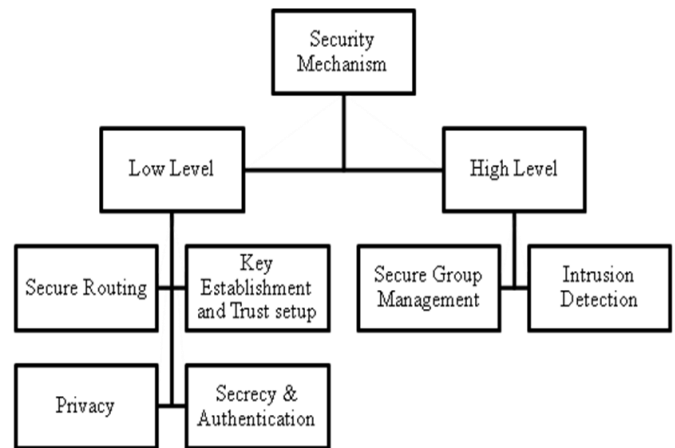 Security
Mechanism
Low Level
High Level
Secure Routing
Key
Establishment
and Trust setup
Secure Group
Management
Intrusion
Detection
Privacy
Secrecy &
Authentication